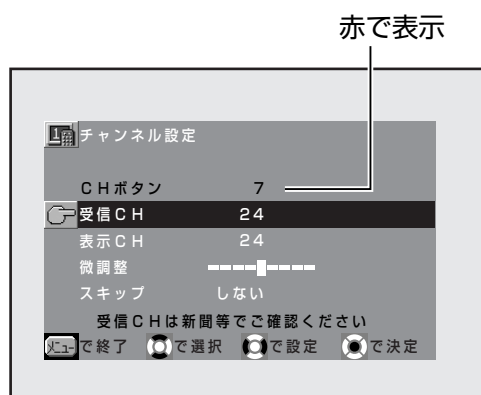 赤で表示
チャンネル設定
CHボタン 7
受信CH 24
表示CH 24
微調整
スキップ しない
受信CHは新聞等でご確認ください
メニューで終了 で選択 で設定 で決定